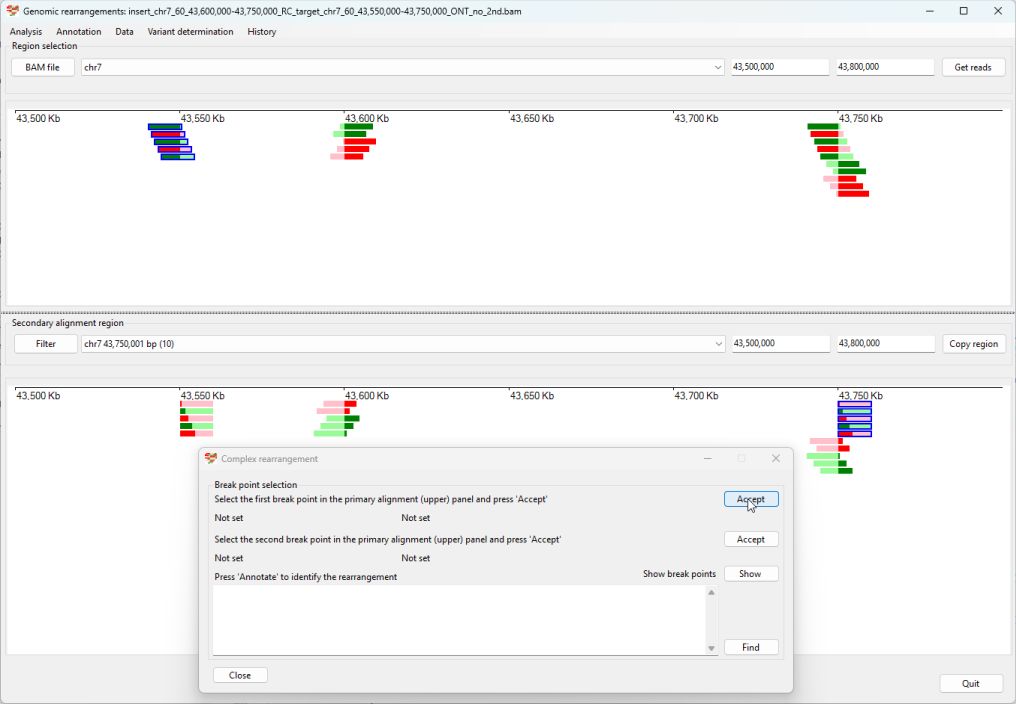 Genomic rearrangements: insert_chr7_60_43,600,000-43,750,000_RC_target_chr7_60_43,550,000-43,750,000_ONT_no_2nd.bam
Analysis Annotation Data Variant determination History
Region selection
BAM file chr7 43,500,000 43,800,000 Get reads
43,500 Kb 43,550 Kb 43,600 Kb 43,650 Kb 43,700 Kb 43,750 Kb
Secondary alignment region
Filter chr7 43,750,001 bp (10) 43,500,000 43,800,000 Copy region
43,500 Kb 43,550 Kb 43,600 Kb 43,650 Kb 43,700 Kb 43,750 Kb
Complex rearrangement
Break point selection
Select the first break point in the primary alignment (upper) panel and press 'Accept' Accept
Not set Not set
Select the second break point in the primary alignment (upper) panel and press 'Accept' Accept
Not set Not set
Press 'Annotate' to identify the rearrangement Show break points Show
Find
Close
Quit